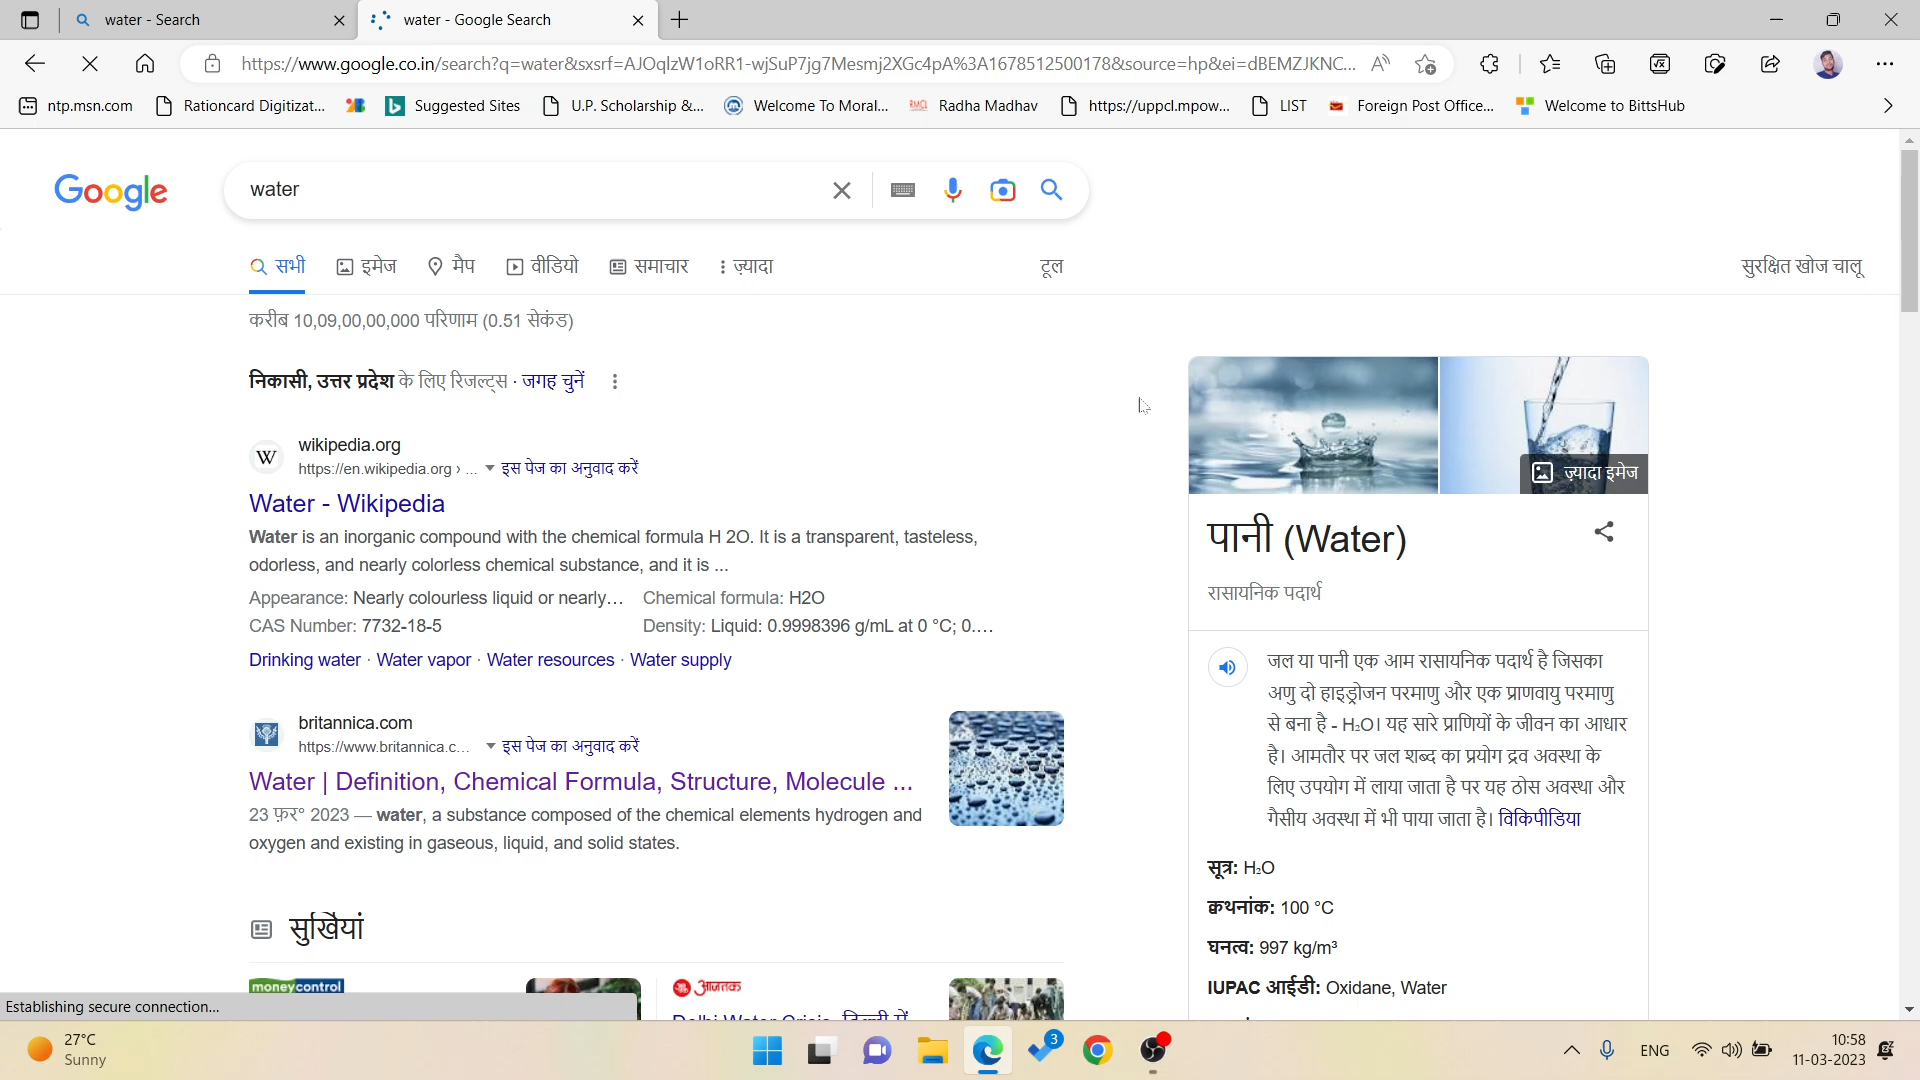 water - Search
water - Google Search
https://www.google.co.in/search?q=water&sxsrf=AJOqlzW1oRR1-wjSuP7jg7Mesmj2XGc4pA%3A1678512500178&source=hp&ei=dBEMZJKNC...
ntp.msn.com
Rationcard Digitizat...
Suggested Sites
U.P. Scholarship &...
Welcome To Moral...
Radha Madhav
https://uppcl.mpow...
LIST
Foreign Post Office...
Welcome to BittsHub
Google
water
सभी
इमेज
मैप
वीडियो
समाचार
ज़्यादा
टूल
सुरक्षित खोज चालू
करीब 10,09,00,00,000 परिणाम (0.51 सेकंड)
निकासी, उत्तर प्रदेश के लिए रिजल्ट्स · जगह चुनें
W
wikipedia.org
https://en.wikipedia.org › ... इस पेज का अनुवाद करें
Water - Wikipedia
Water is an inorganic compound with the chemical formula H 2O. It is a transparent, tasteless,
odorless, and nearly colorless chemical substance, and it is ...
Appearance: Nearly colourless liquid or nearly... Chemical formula: H2O
CAS Number: 7732-18-5 Density: Liquid: 0.9998396 g/mL at 0 °C; 0....
Drinking water · Water vapor · Water resources · Water supply
britannica.com
https://www.britannica.c... इस पेज का अनुवाद करें
Water | Definition, Chemical Formula, Structure, Molecule ...
23 फ़र॰ 2023 — water, a substance composed of the chemical elements hydrogen and
oxygen and existing in gaseous, liquid, and solid states.
सुर्खियां
moneycontrol
आजतक
ज़्यादा इमेज
पानी (Water)
रासायनिक पदार्थ
जल या पानी एक आम रासायनिक पदार्थ है जिसका
अणु दो हाइड्रोजन परमाणु और एक प्राणवायु परमाणु
से बना है - H₂O। यह सारे प्राणियों के जीवन का आधार
है। आमतौर पर जल शब्द का प्रयोग द्रव अवस्था के
लिए उपयोग में लाया जाता है पर यह ठोस अवस्था और
गैसीय अवस्था में भी पाया जाता है। विकिपीडिया
सूत्र: H₂O
क्वथनांक: 100 °C
घनत्व: 997 kg/m³
IUPAC आईडी: Oxidane, Water
Establishing secure connection...
27°C
Sunny
3
ENG
10:58
11-03-2023